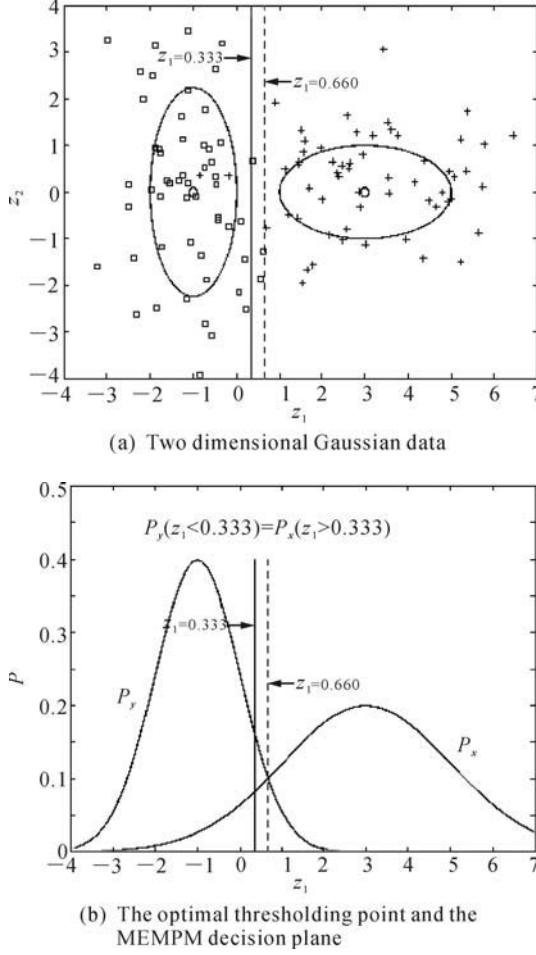 4
3
2
1
0
−1
−2
−3
−4
z₂
z₁=0.333
z₁=0.660
−4 −3 −2 −1 0 1 2 3 4 5 6 7
z₁
(a) Two dimensional Gaussian data
0.5
0.4
0.3
0.2
0.1
0
P
P_y(z₁<0.333)=P_x(z₁>0.333)
z₁=0.333
z₁=0.660
P_y
P_x
−4 −3 −2 −1 0 1 2 3 4 5 6 7
z₁
(b) The optimal thresholding point and the
MEMPM decision plane